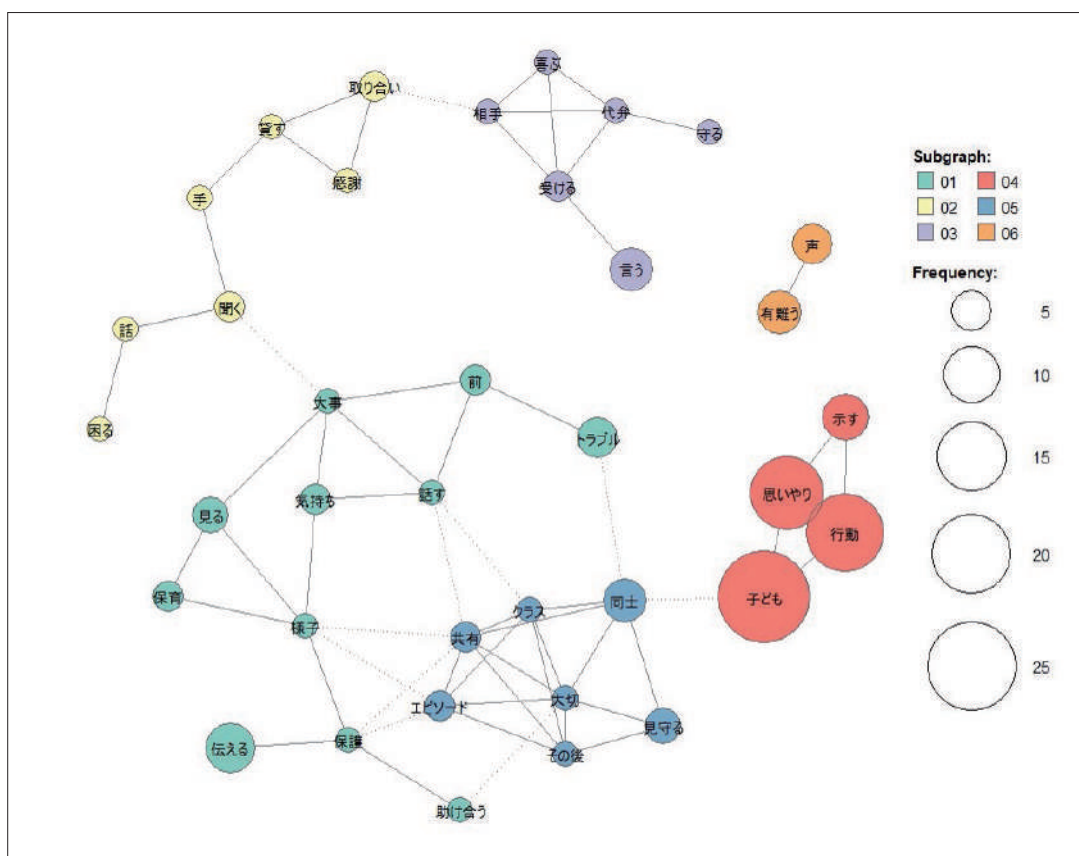 喜ぶ
取り合い
相手
代弁
貸す
守る
感謝
受ける
手
言う
声
聞く
有難う
話
困る
前
大事
トラブル
示す
気持ち
話す
思いやり
見る
行動
保育
子ども
同士
クラス
様子
共有
大切
エピソード
見守る
伝える
保護
その後
助け合う
Subgraph:
01 04
02 05
03 06
Frequency:
5
10
15
20
25